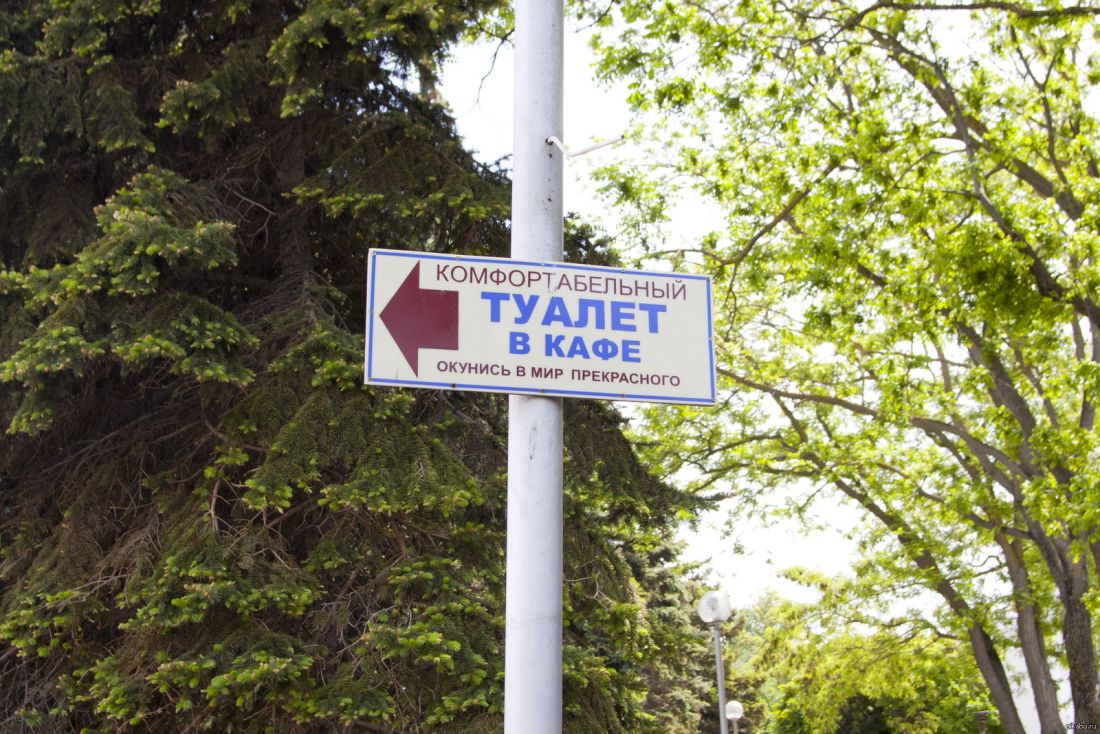 КОМФОРТАБЕЛЬНЫЙ
ТУАЛЕТ
В КАФЕ
ОКУНИСЬ В МИР ПРЕКРАСНОГО
pikabu.ru